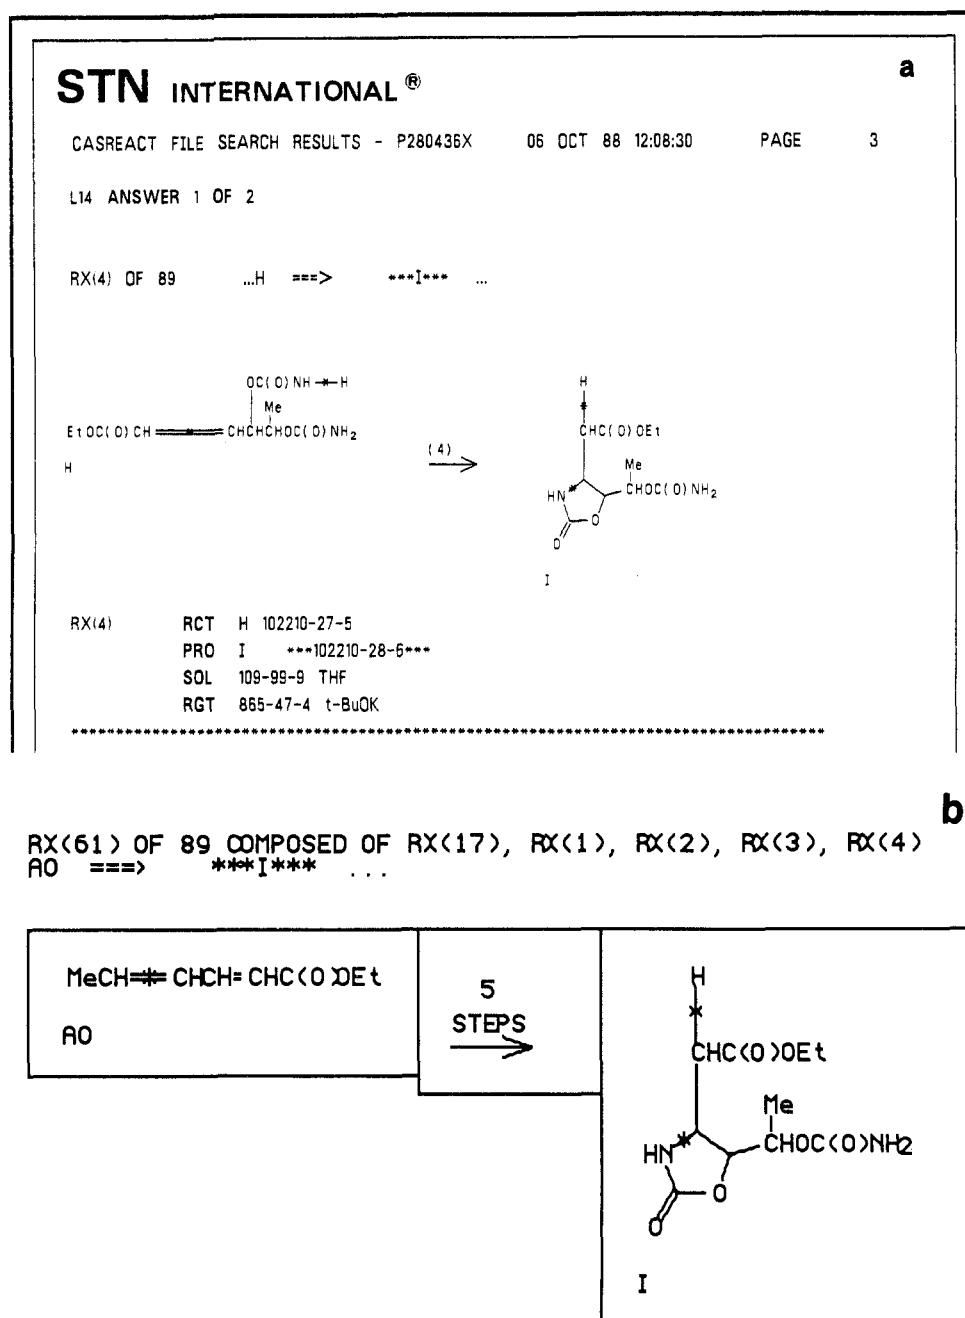 a
STN INTERNATIONAL®
CASREACT FILE SEARCH RESULTS - P280436X 06 OCT 88 12:08:30 PAGE 3
L14 ANSWER 1 OF 2
RX(4) OF 89 ...H ===> ***I*** ...
OC(O)NH H
Me
EtOC(O)CH CHCHCHOC(O)NH2
H
(4)
H
CHC(O)OEt
Me
CHOC(O)NH2
HN
O
O
I
RX(4) RCT H 102210-27-5
PRO I ***102210-28-6***
SOL 109-99-9 THF
RGT 865-47-4 t-BuOK
************************************************************************************
b
RX(61) OF 89 COMPOSED OF RX(17), RX(1), RX(2), RX(3), RX(4)
AO ===> ***I*** ...
MeCH CHCH=CHC(O)OEt
AO
5
STEPS
H
CHC(O)OEt
Me
CHOC(O)NH2
HN
O
O
I